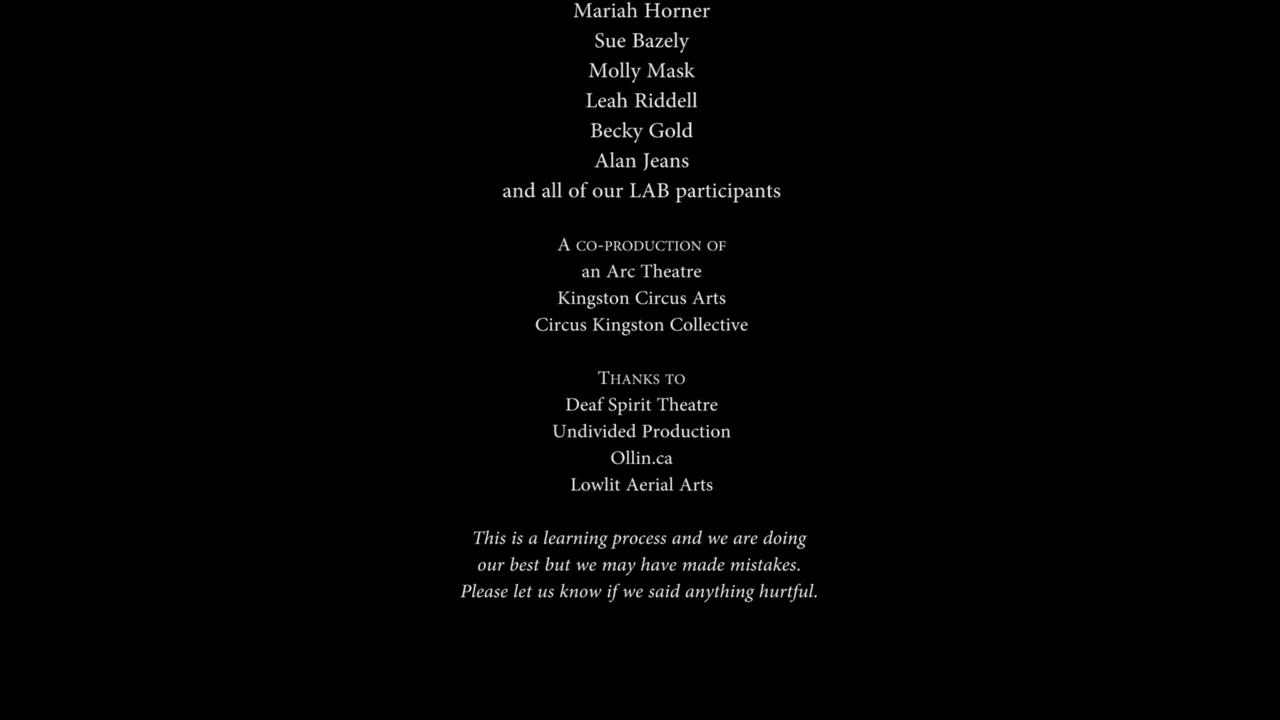 Mariah Horner
Sue Bazely
Molly Mask
Leah Riddell
Becky Gold
Alan Jeans
and all of our LAB participants
A CO-PRODUCTION OF
an Arc Theatre
Kingston Circus Arts
Circus Kingston Collective
THANKS TO
Deaf Spirit Theatre
Undivided Production
Ollin.ca
Lowlit Aerial Arts
This is a learning process and we are doing
our best but we may have made mistakes.
Please let us know if we said anything hurtful.